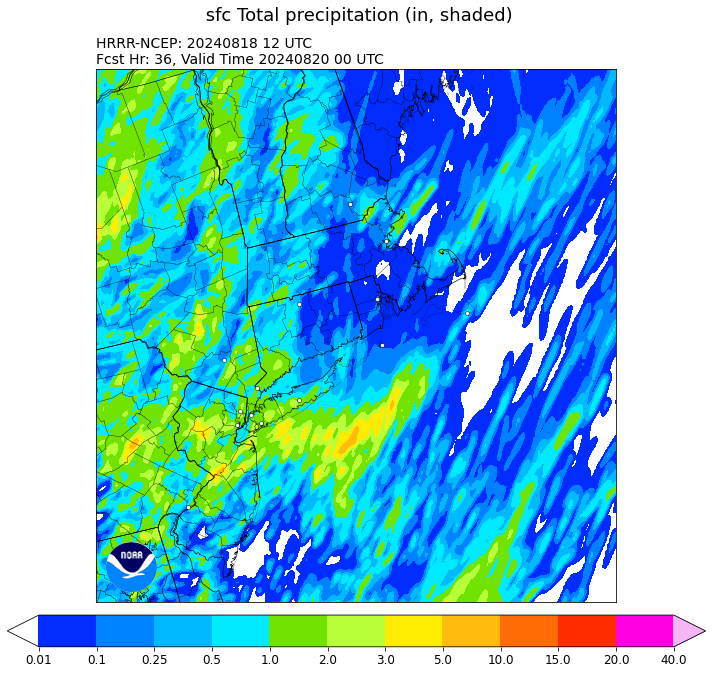 sfc Total precipitation (in, shaded)
HRRR-NCEP: 20240818 12 UTC
Fcst Hr: 36, Valid Time 20240820 00 UTC
NOAA
0.01 0.1 0.25 0.5 1.0 2.0 3.0 5.0 10.0 15.0 20.0 40.0